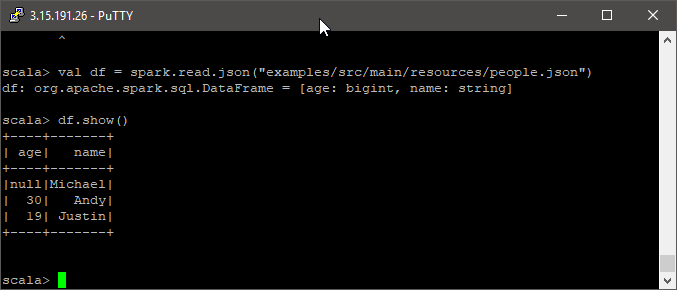 3.15.191.26 - PuTTY
^
scala> val df = spark.read.json("examples/src/main/resources/people.json")
df: org.apache.spark.sql.DataFrame = [age: bigint, name: string]
scala> df.show()
+----+-------+
| age|   name|
+----+-------+
|null|Michael|
|  30|   Andy|
|  19| Justin|
+----+-------+
scala>